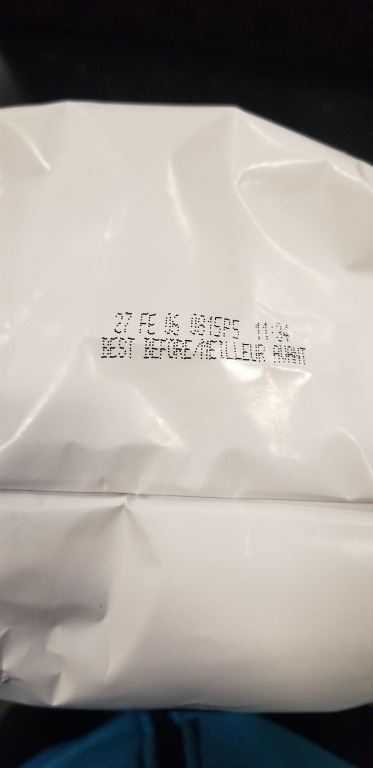 27 FE 06 0815P5 11:34
BEST BEFORE/MEILLEUR AVANT